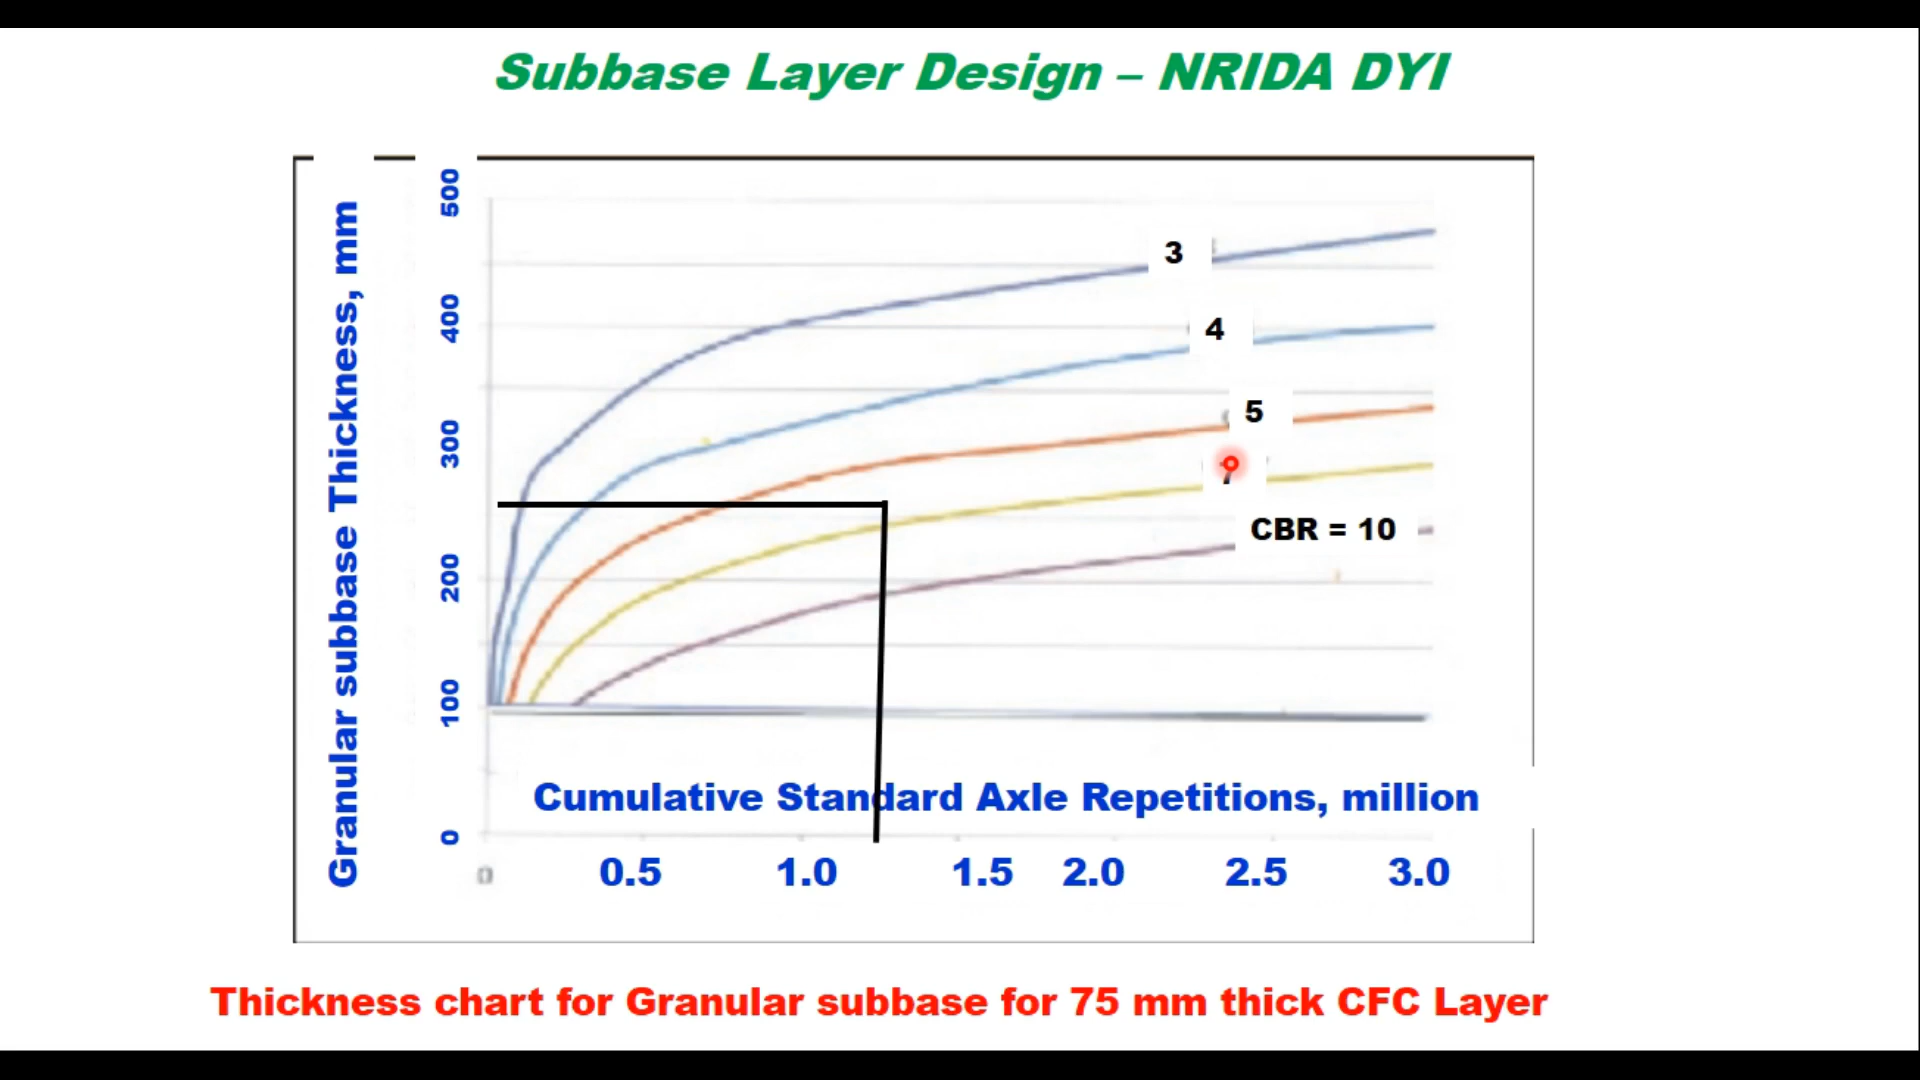 Subbase Layer Design – NRIDA DYI
Granular subbase Thickness, mm
500
400
300
200
100
0
3
4
5
7
CBR = 10
Cumulative Standard Axle Repetitions, million
0 0.5 1.0 1.5 2.0 2.5 3.0
Thickness chart for Granular subbase for 75 mm thick CFC Layer